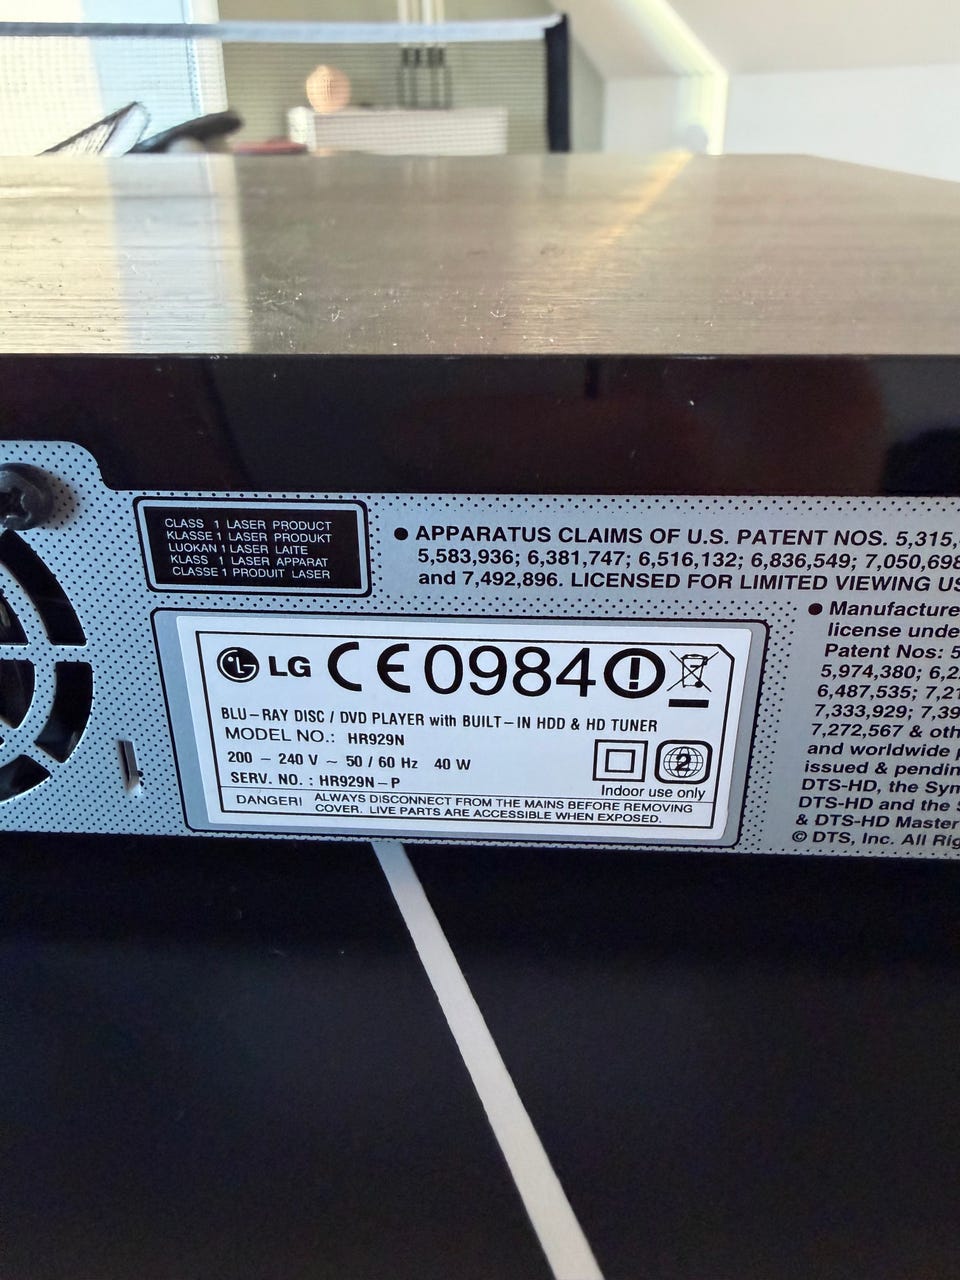 CLASS 1 LASER PRODUCT
KLASSE 1 LASER PRODUKT
LUOKAN 1 LASER LAITE
KLASS 1 LASER APPARAT
CLASSE 1 PRODUIT LASER
● APPARATUS CLAIMS OF U.S. PATENT NOS. 5,315,
5,583,936; 6,381,747; 6,516,132; 6,836,549; 7,050,698
and 7,492,896. LICENSED FOR LIMITED VIEWING US
● Manufacture
license unde
Patent Nos: 5
5,974,380; 6,2
6,487,535; 7,21
7,333,929; 7,39
7,272,567 & oth
and worldwide p
issued & pendin
DTS-HD, the Sym
DTS-HD and the S
& DTS-HD Master
© DTS, Inc. All Rig
LG CE0984
BLU-RAY DISC / DVD PLAYER with BUILT-IN HDD & HD TUNER
MODEL NO.: HR929N
200 - 240 V ~ 50 / 60 Hz 40 W
SERV. NO. : HR929N-P
2
Indoor use only
DANGER! ALWAYS DISCONNECT FROM THE MAINS BEFORE REMOVING
COVER. LIVE PARTS ARE ACCESSIBLE WHEN EXPOSED.